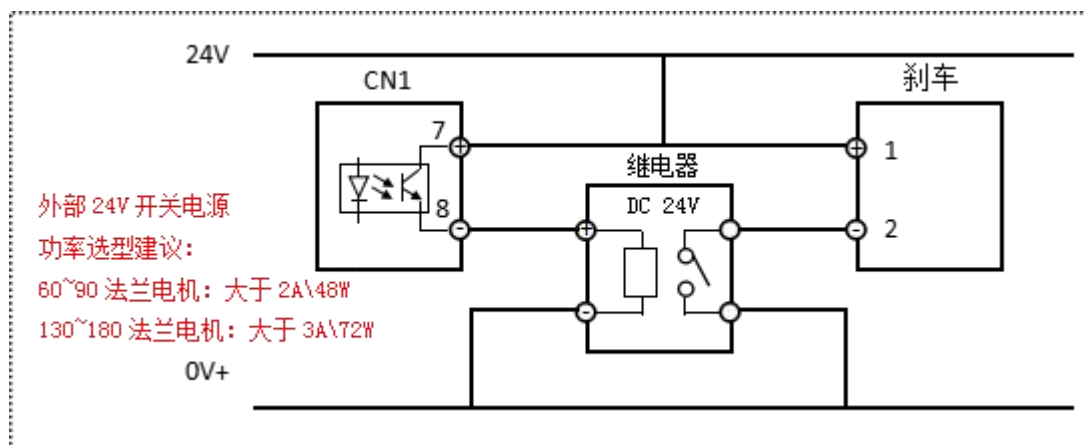 24V
CN1
刹车
7
1
继电器
DC 24V
8
2
外部 24V 开关电源
功率选型建议：
60~90 法兰电机：大于 2A\48W
130~180 法兰电机：大于 3A\72W
0V+